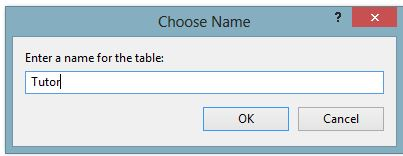 Choose Name
?
Enter a name for the table:
Tutor
OK Cancel